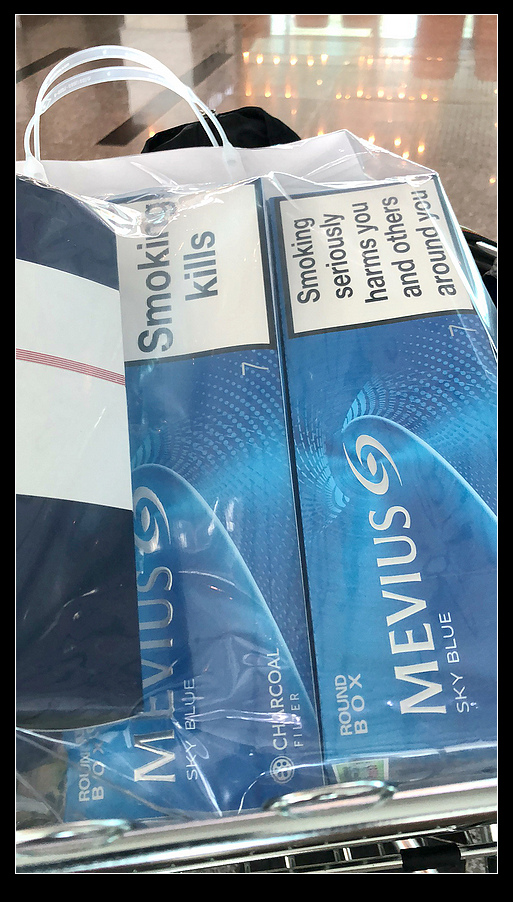 Smoking
kills
7
MEVIUS
SKY BLUE
CHARCOAL
FILTER
ROUND
BOX
Smoking
seriously
harms you
and others
around you
7
MEVIUS
SKY BLUE
ROUND
BOX